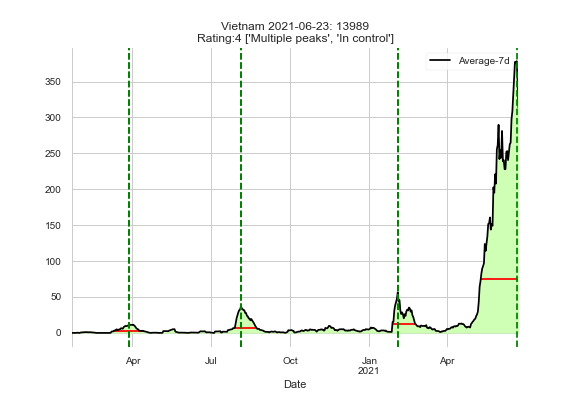 Vietnam 2021-06-23: 13989
Rating:4 ['Multiple peaks', 'In control']
Average-7d
350
300
250
200
150
100
50
0
Apr
Jul
Oct
Jan
2021
Apr
Date